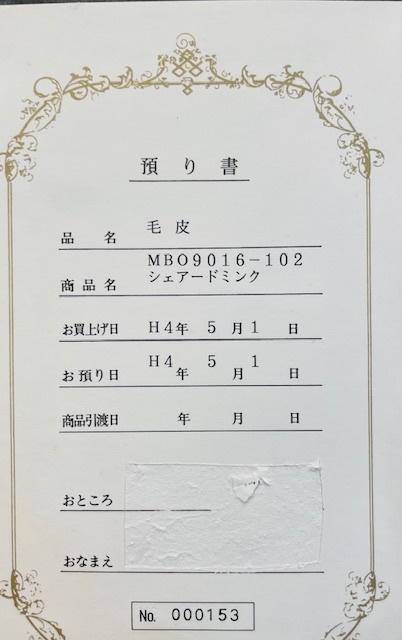 預り書
品名 毛皮
MBO9016-102
商品名 シェアードミンク
お買上げ日 H4年 5月1日
お預り日 H4年 5月1日
商品引渡日 年 月 日
おところ
おなまえ
No. 000153